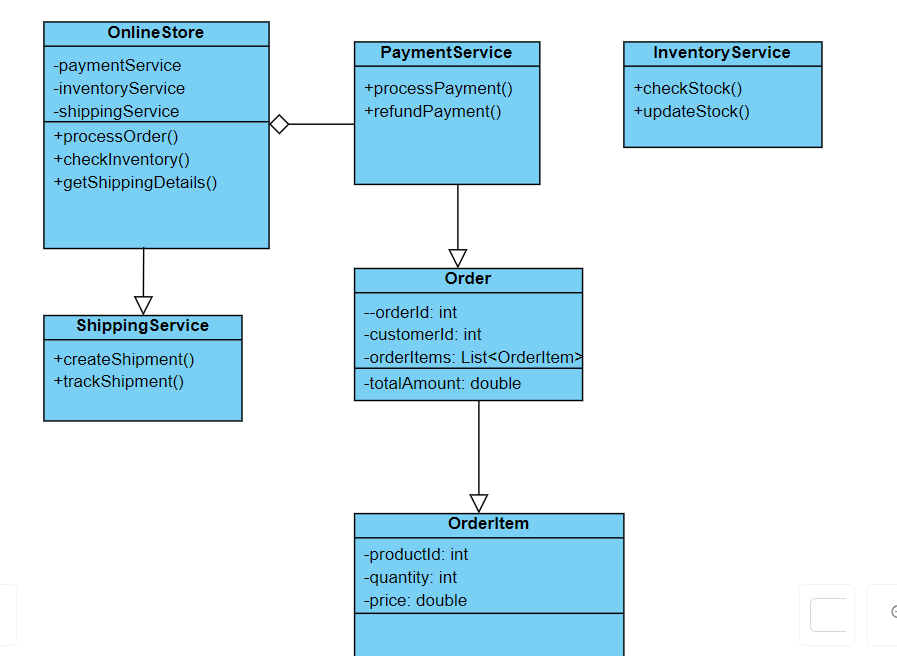 OnlineStore
-paymentService
-inventoryService
-shippingService
+processOrder()
+checkInventory()
+getShippingDetails()
PaymentService
+processPayment()
+refundPayment()
InventoryService
+checkStock()
+updateStock()
ShippingService
+createShipment()
+trackShipment()
Order
--orderId: int
-customerId: int
-orderItems: List<OrderItem>
-totalAmount: double
OrderItem
-productId: int
-quantity: int
-price: double